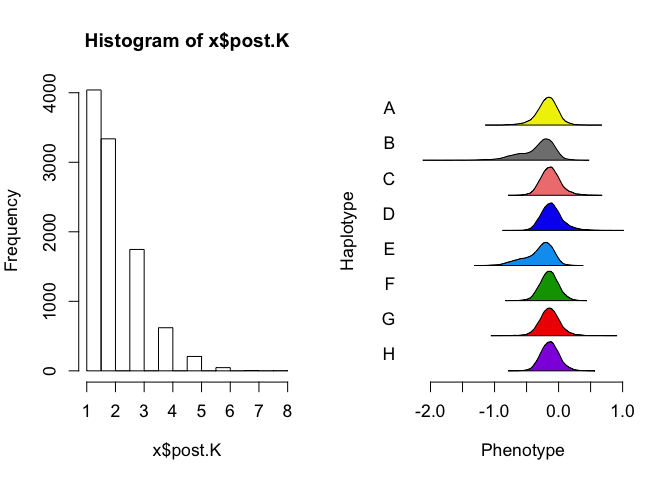 Histogram of x$post.K
Frequency
0
1000
2000
3000
4000
1 2 3 4 5 6 7 8
x$post.K
Haplotype
A
B
C
D
E
F
G
H
-2.0 -1.0 0.0 1.0
Phenotype